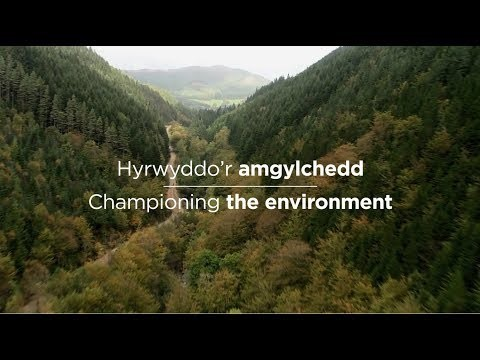 Hyrwyddo'r amgylchedd
Championing the environment